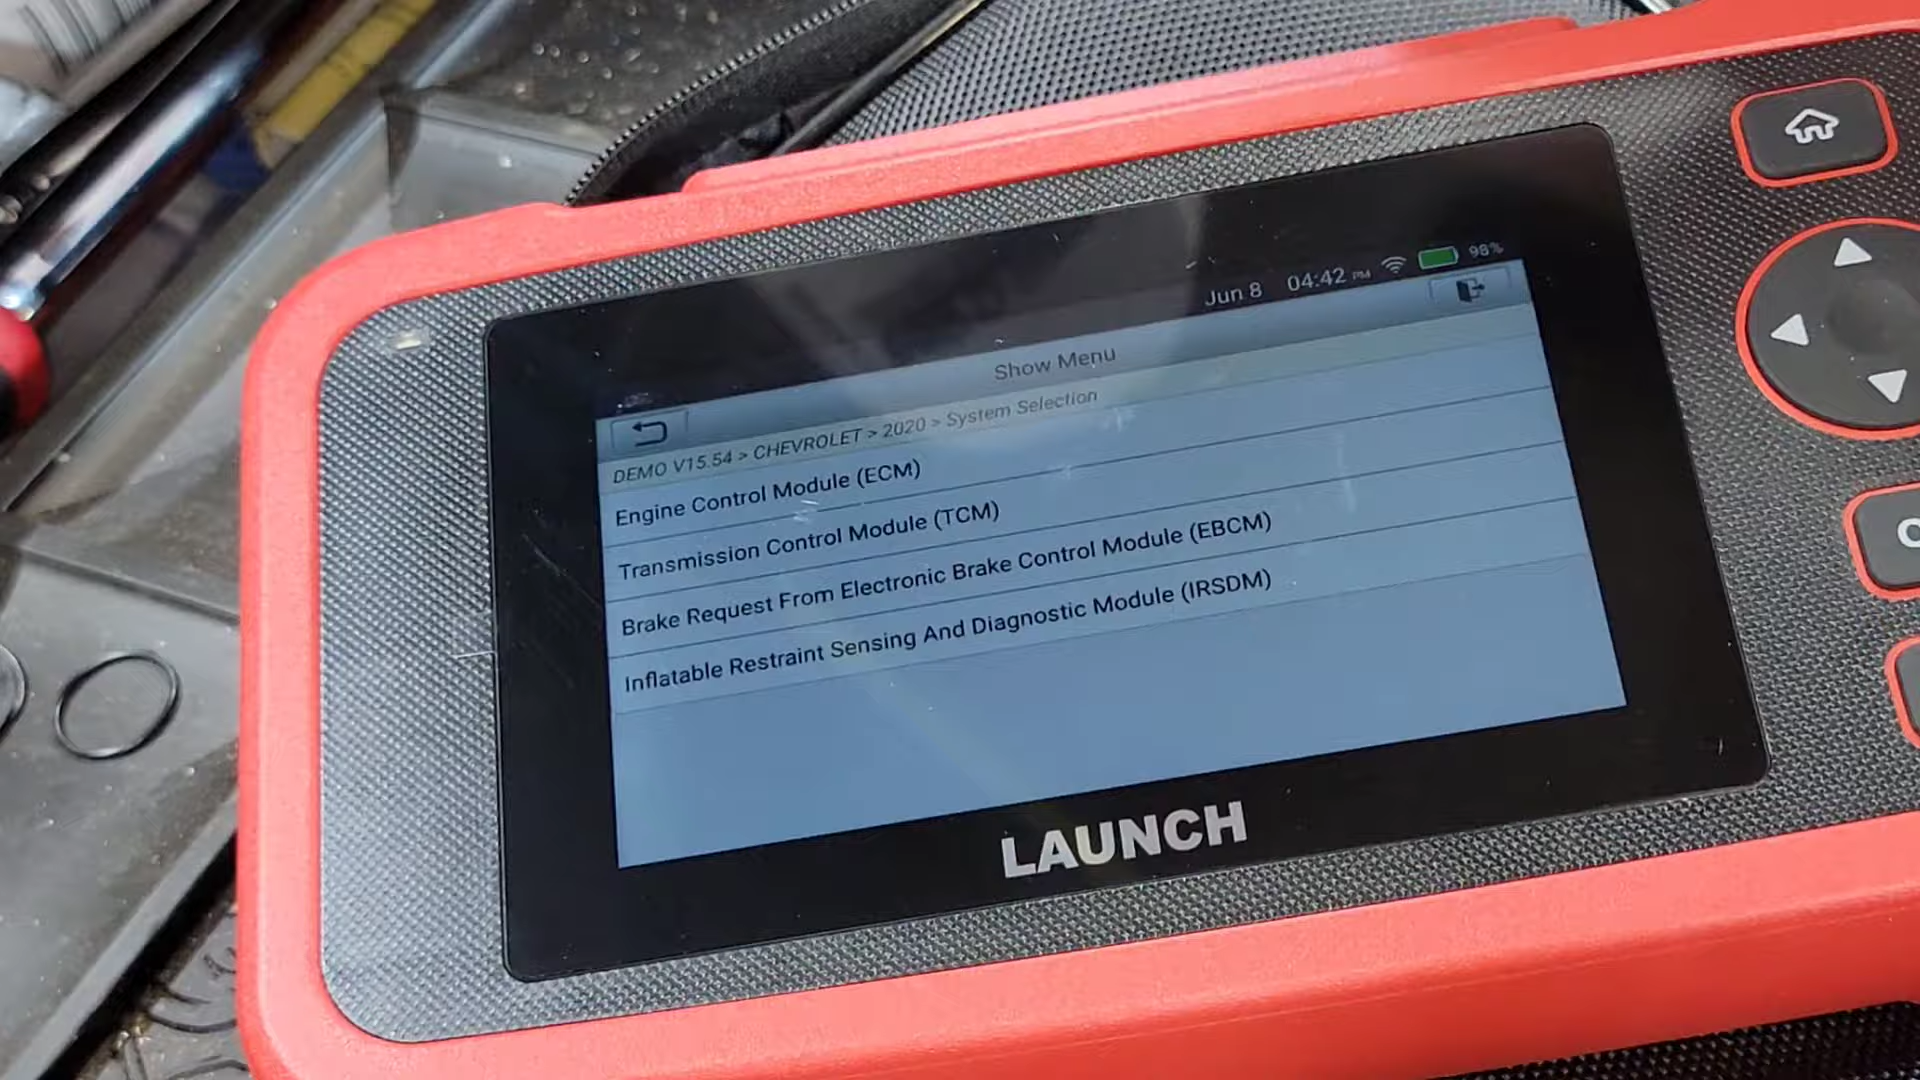 Jun 8 04:42 PM 98%
Show Menu
DEMO V15.54 > CHEVROLET > 2020 > System Selection
Engine Control Module (ECM)
Transmission Control Module (TCM)
Brake Request From Electronic Brake Control Module (EBCM)
Inflatable Restraint Sensing And Diagnostic Module (IRSDM)
LAUNCH